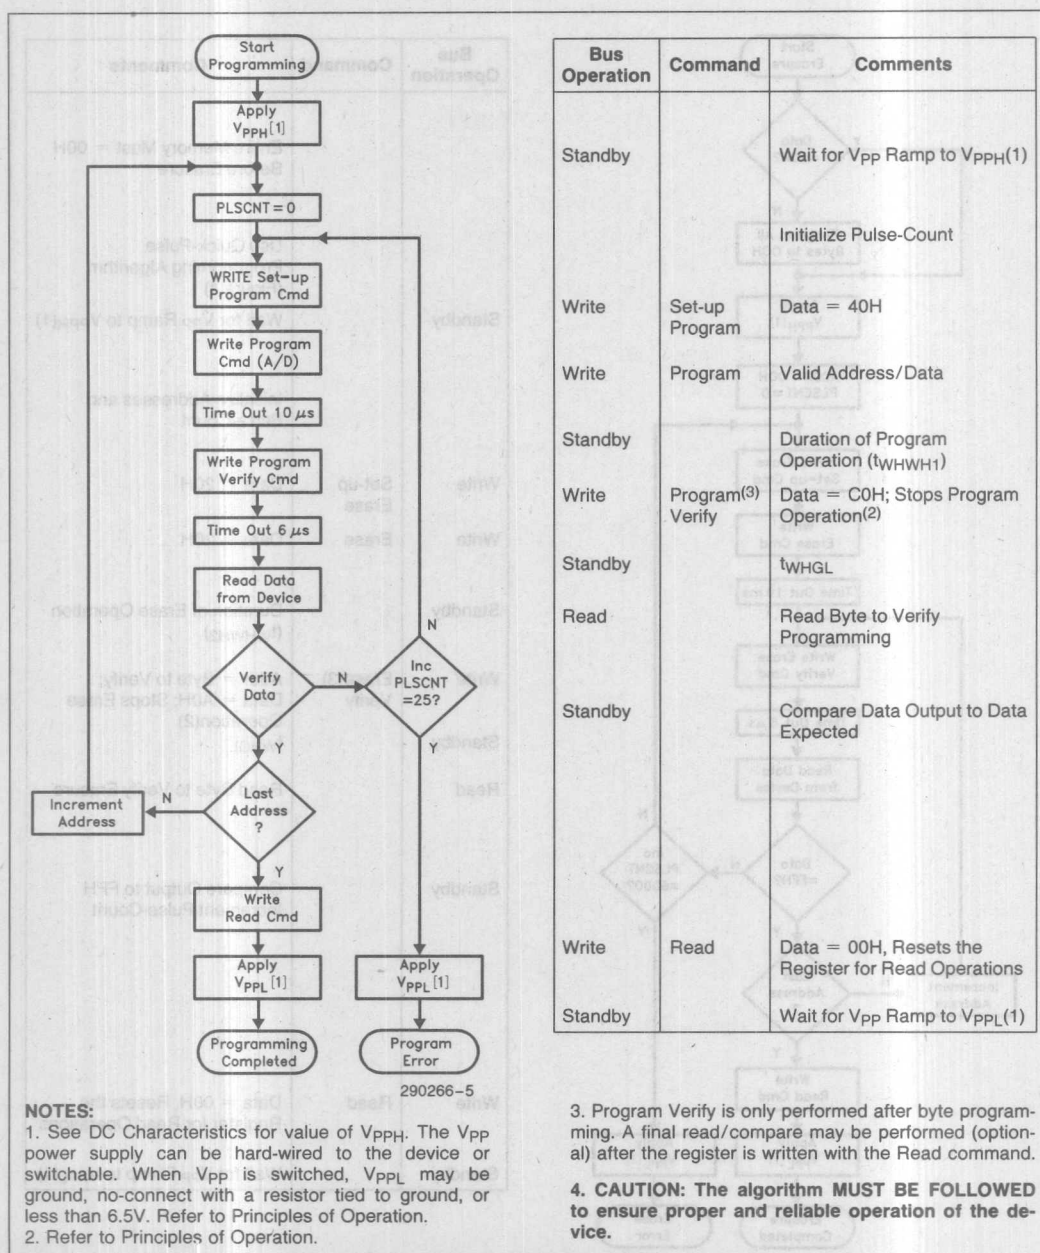 Start
Programming
Apply
VPPH[1]
PLSCNT=0
WRITE Set-up
Program Cmd
Write Program
Cmd (A/D)
Time Out 10 μs
Write Program
Verify Cmd
Time Out 6 μs
Read Data
from Device
Verify
Data
N
Y
Inc
PLSCNT
=25?
N
Y
Last
Address
?
N
Increment
Address
Y
Write
Read Cmd
Apply
VPPL[1]
Apply
VPPL[1]
Programming
Completed
Program
Error
290266-5
Bus Operation Command Comments
Standby Wait for VPP Ramp to VPPH(1)
Initialize Pulse-Count
Write Set-up Program Data = 40H
Write Program Valid Address/Data
Standby Duration of Program
Operation (tWHWH1)
Write Program(3) Verify Data = C0H; Stops Program
Operation(2)
Standby tWHGL
Read Read Byte to Verify
Programming
Standby Compare Data Output to Data
Expected
Write Read Data = 00H, Resets the
Register for Read Operations
Standby Wait for VPP Ramp to VPPL(1)
NOTES:
1. See DC Characteristics for value of VPPH. The VPP
power supply can be hard-wired to the device or
switchable. When VPP is switched, VPPL may be
ground, no-connect with a resistor tied to ground, or
less than 6.5V. Refer to Principles of Operation.
2. Refer to Principles of Operation.
3. Program Verify is only performed after byte program-
ming. A final read/compare may be performed (option-
al) after the register is written with the Read command.
4. CAUTION: The algorithm MUST BE FOLLOWED
to ensure proper and reliable operation of the de-
vice.